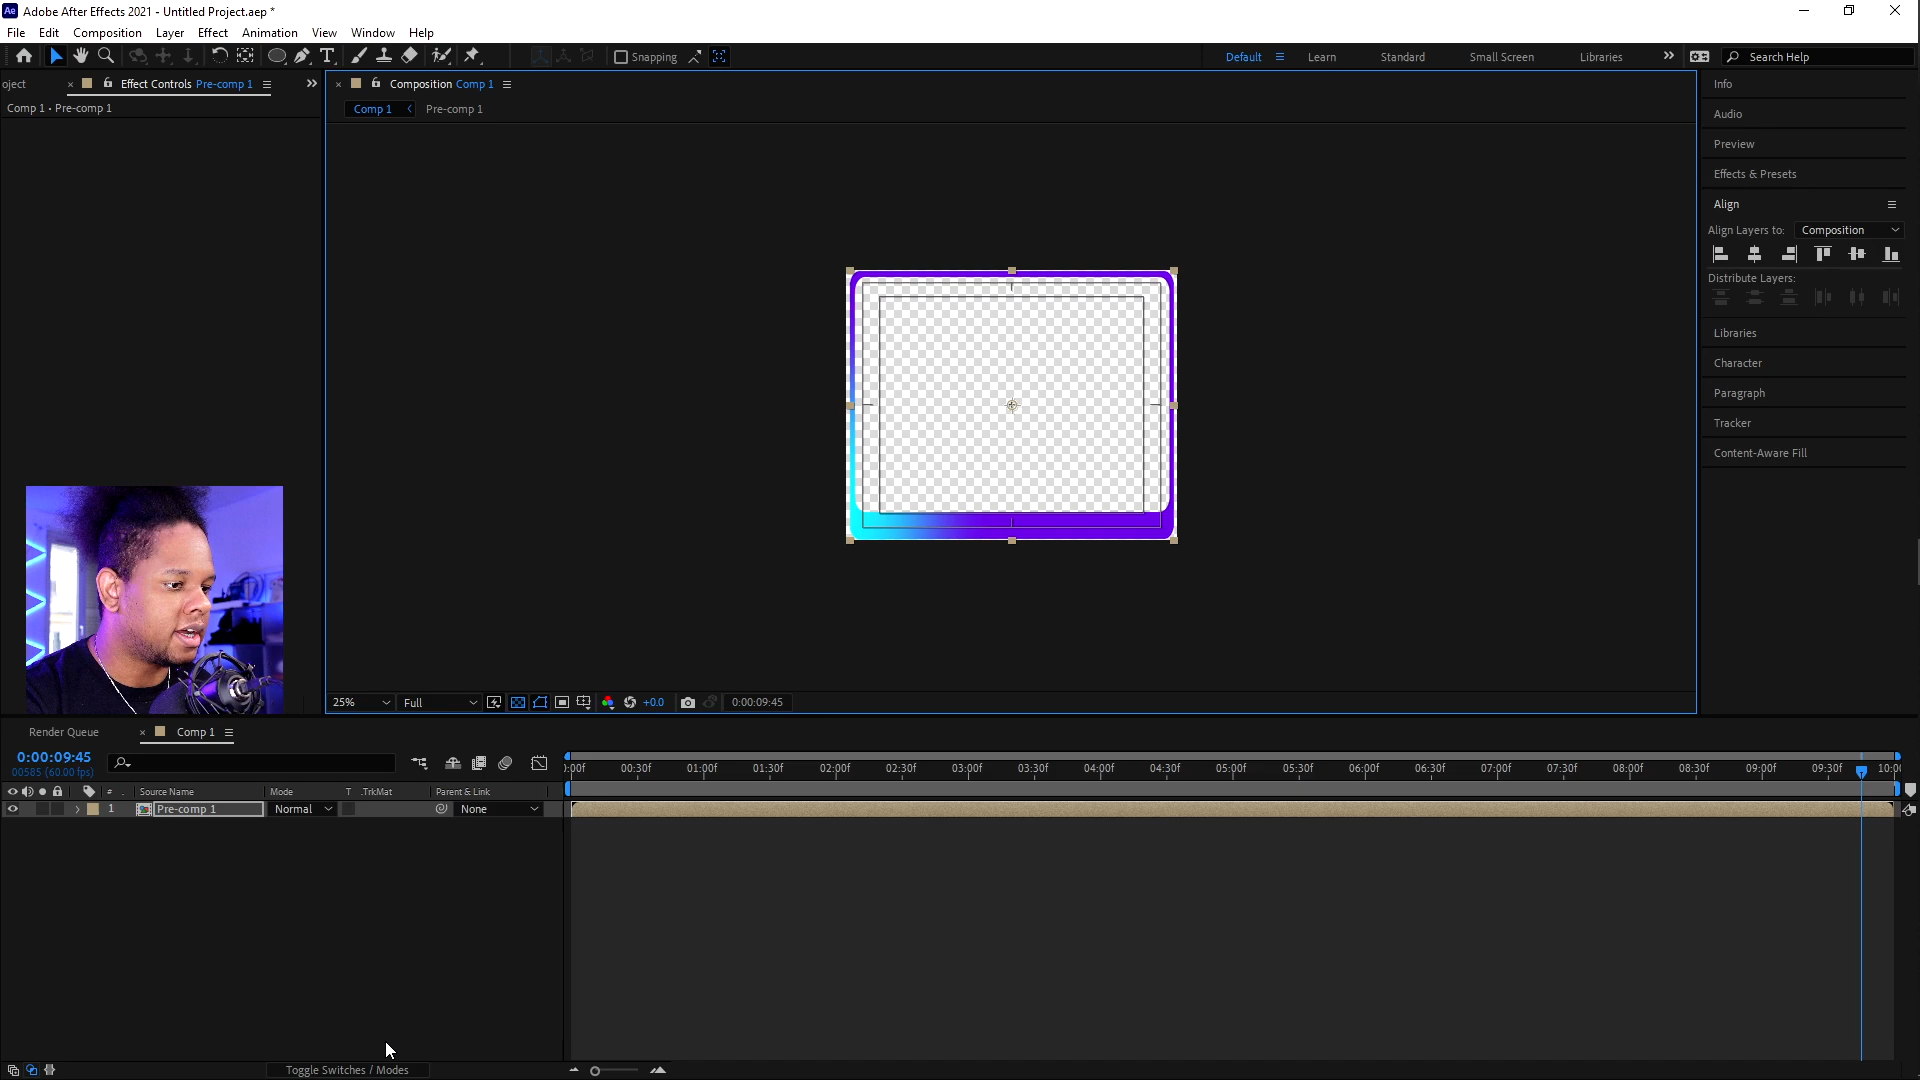 Ae Adobe After Effects 2021 - Untitled Project.aep *
File Edit Composition Layer Effect Animation View Window Help
Snapping
Default Learn Standard Small Screen Libraries Search Help
oject Effect Controls Pre-comp 1
Composition Comp 1
Comp 1 • Pre-comp 1
Comp 1 Pre-comp 1
Info
Audio
Preview
Effects & Presets
Align
Align Layers to: Composition
Distribute Layers:
Libraries
Character
Paragraph
Tracker
Content-Aware Fill
25% Full +0.0 0:00:09:45
Render Queue Comp 1
0:00:09:45
00585 (60.00 fps)
:00f 00:30f 01:00f 01:30f 02:00f 02:30f 03:00f 03:30f 04:00f 04:30f 05:00f 05:30f 06:00f 06:30f 07:00f 07:30f 08:00f 08:30f 09:00f 09:30f 10:00
# . Source Name Mode T .TrkMat Parent & Link
1 Pre-comp 1 Normal None
Toggle Switches / Modes